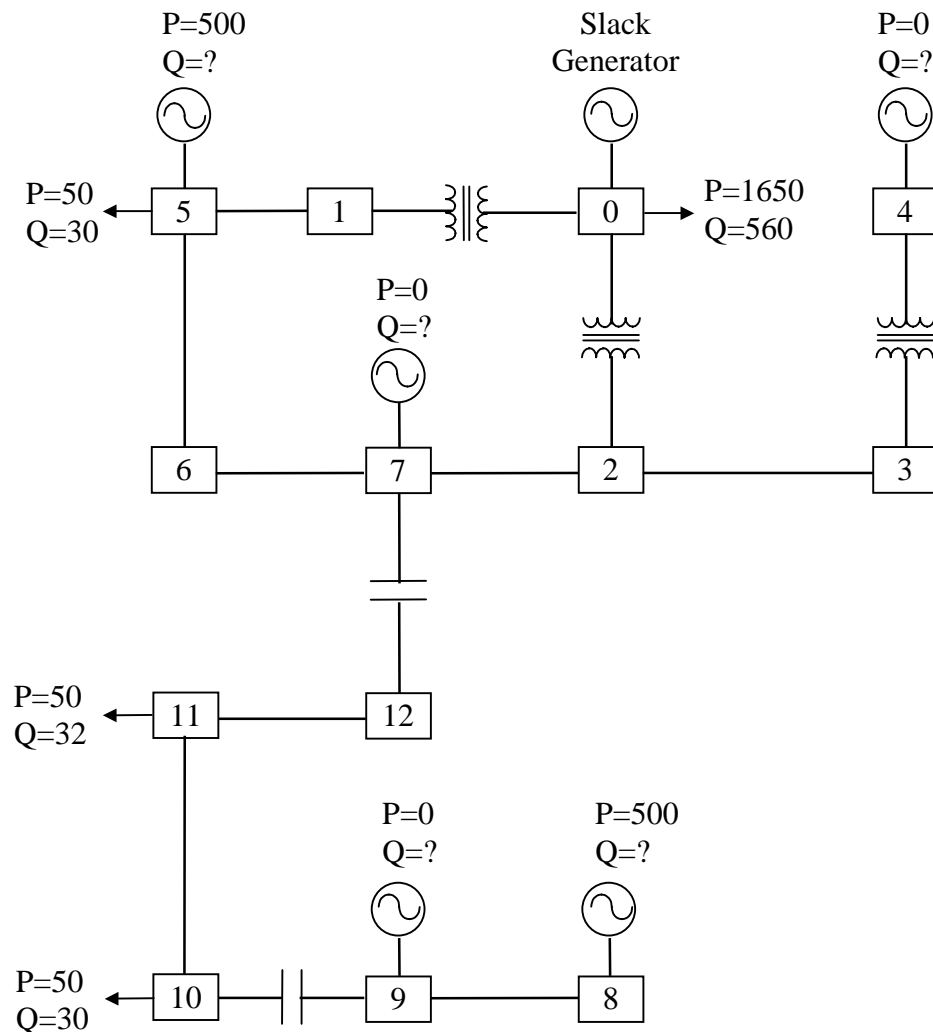 P=500
Q=?
Slack
Generator
P=0
Q=?
P=50
Q=30
5
1
0
P=1650
Q=560
4
P=0
Q=?
6
7
2
3
P=50
Q=32
11
12
P=0
Q=?
P=500
Q=?
P=50
Q=30
10
9
8